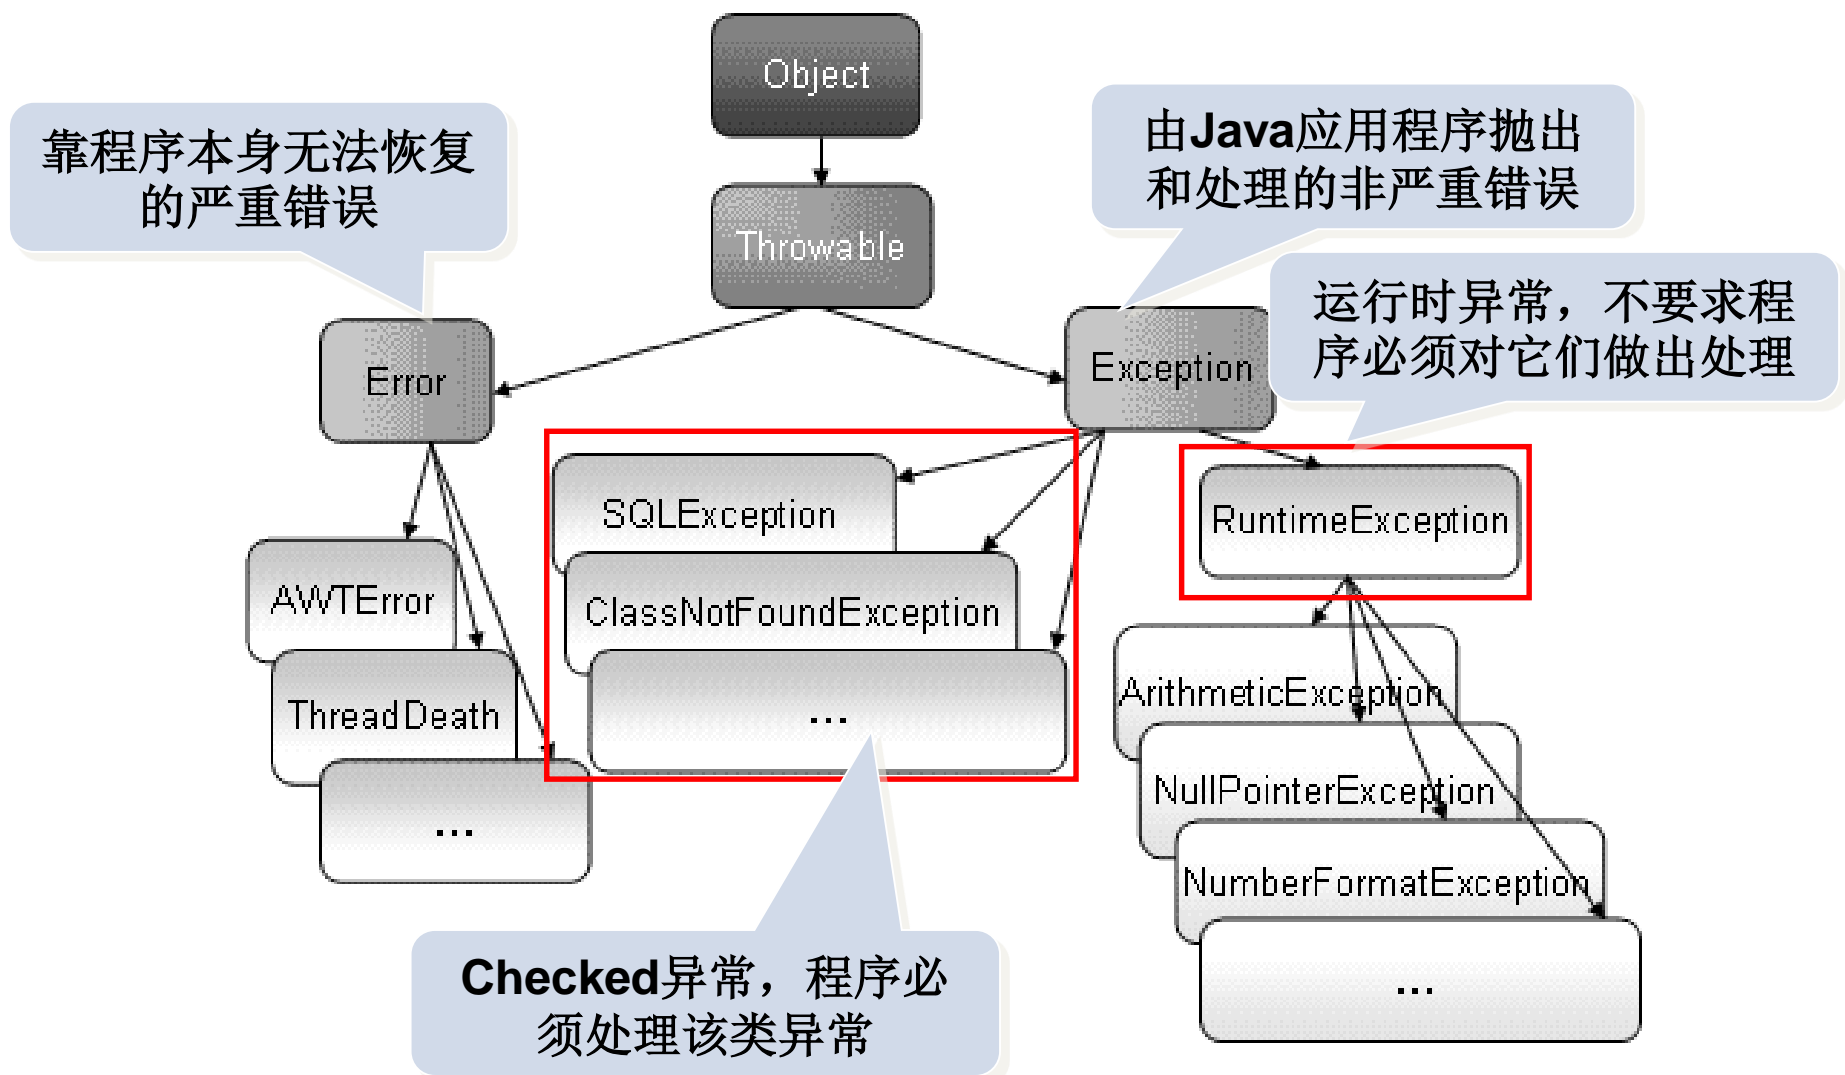 Object
靠程序本身无法恢复
的严重错误
由Java应用程序抛出
和处理的非严重错误
Throwable
运行时异常，不要求程
序必须对它们做出处理
Error
Exception
SQLException
RuntimeException
AWTError
ClassNotFoundException
ArithmeticException
ThreadDeath
...
NullPointerException
...
NumberFormatException
...
Checked异常，程序必
须处理该类异常